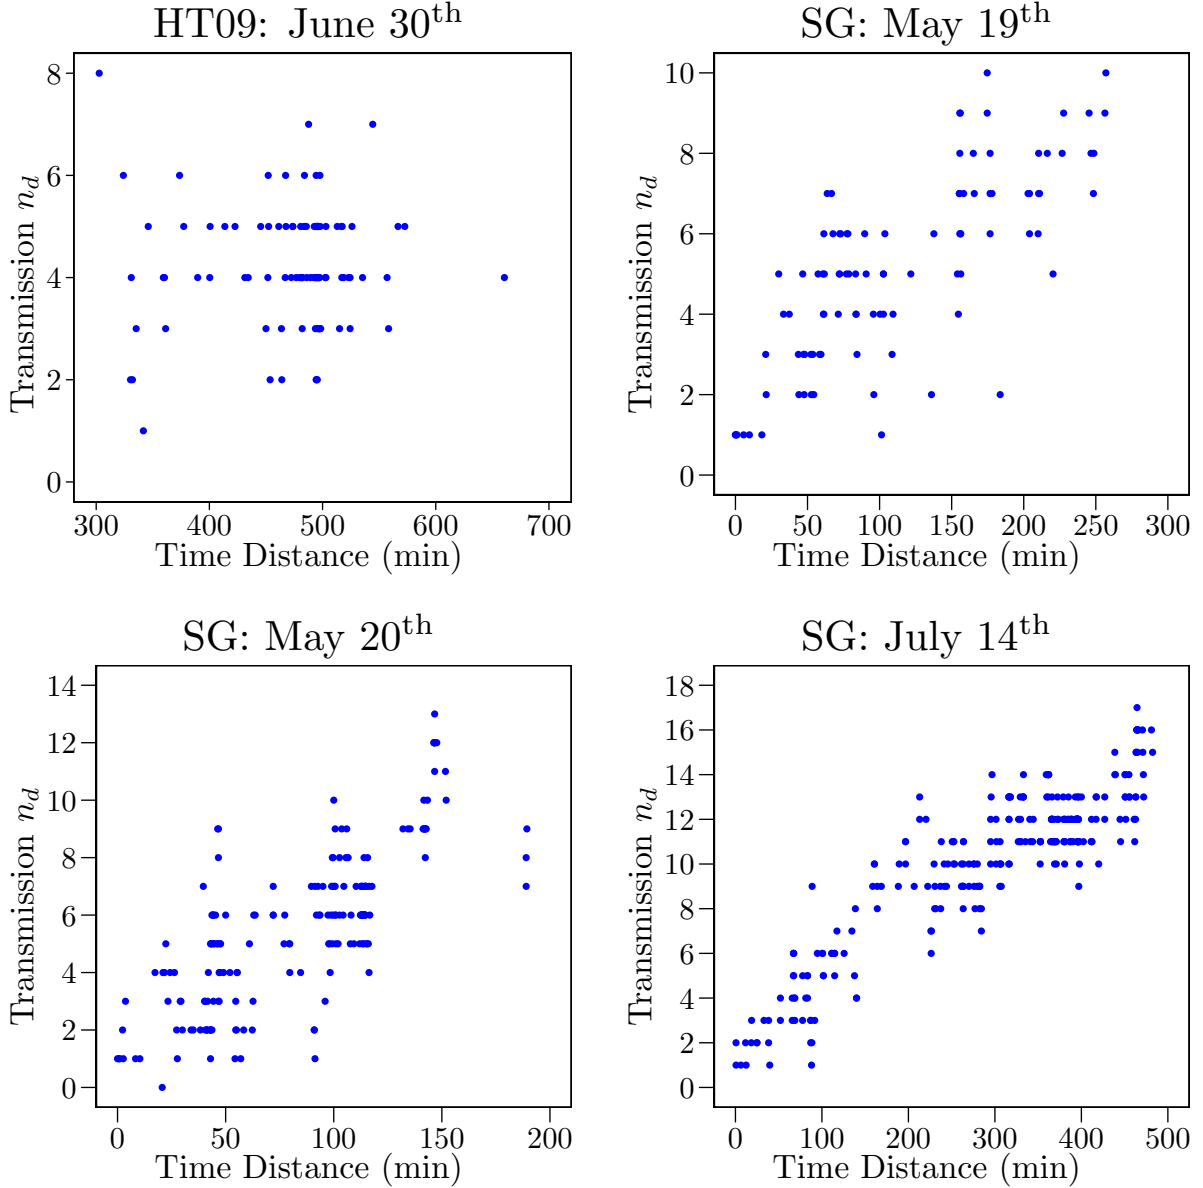 HT09: June 30th
8
6
4
2
0
Transmission n_d
300 400 500 600 700
Time Distance (min)
SG: May 19th
10
8
6
4
2
0
Transmission n_d
0 50 100 150 200 250 300
Time Distance (min)
SG: May 20th
14
12
10
8
6
4
2
0
Transmission n_d
0 50 100 150 200
Time Distance (min)
SG: July 14th
18
16
14
12
10
8
6
4
2
0
Transmission n_d
0 100 200 300 400 500
Time Distance (min)